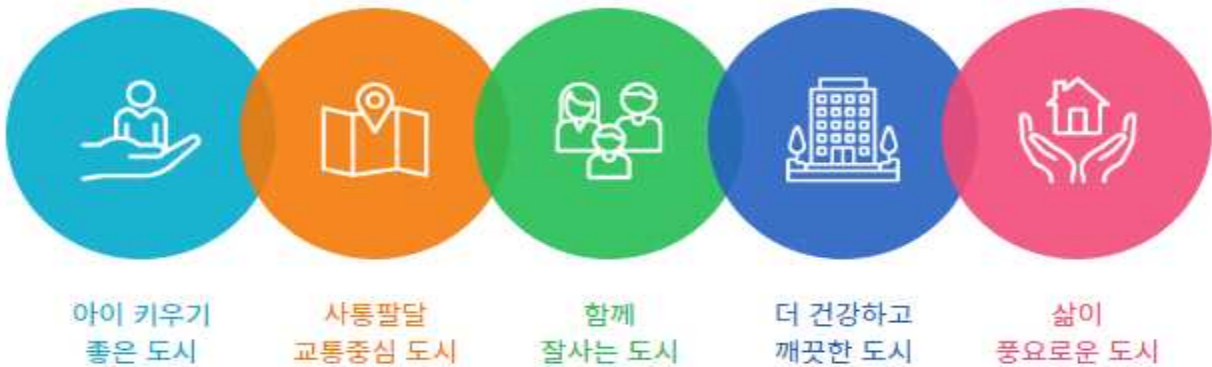 아이 키우기
좋은 도시
사통팔달
교통중심 도시
함께
잘사는 도시
더 건강하고
깨끗한 도시
삶이
풍요로운 도시